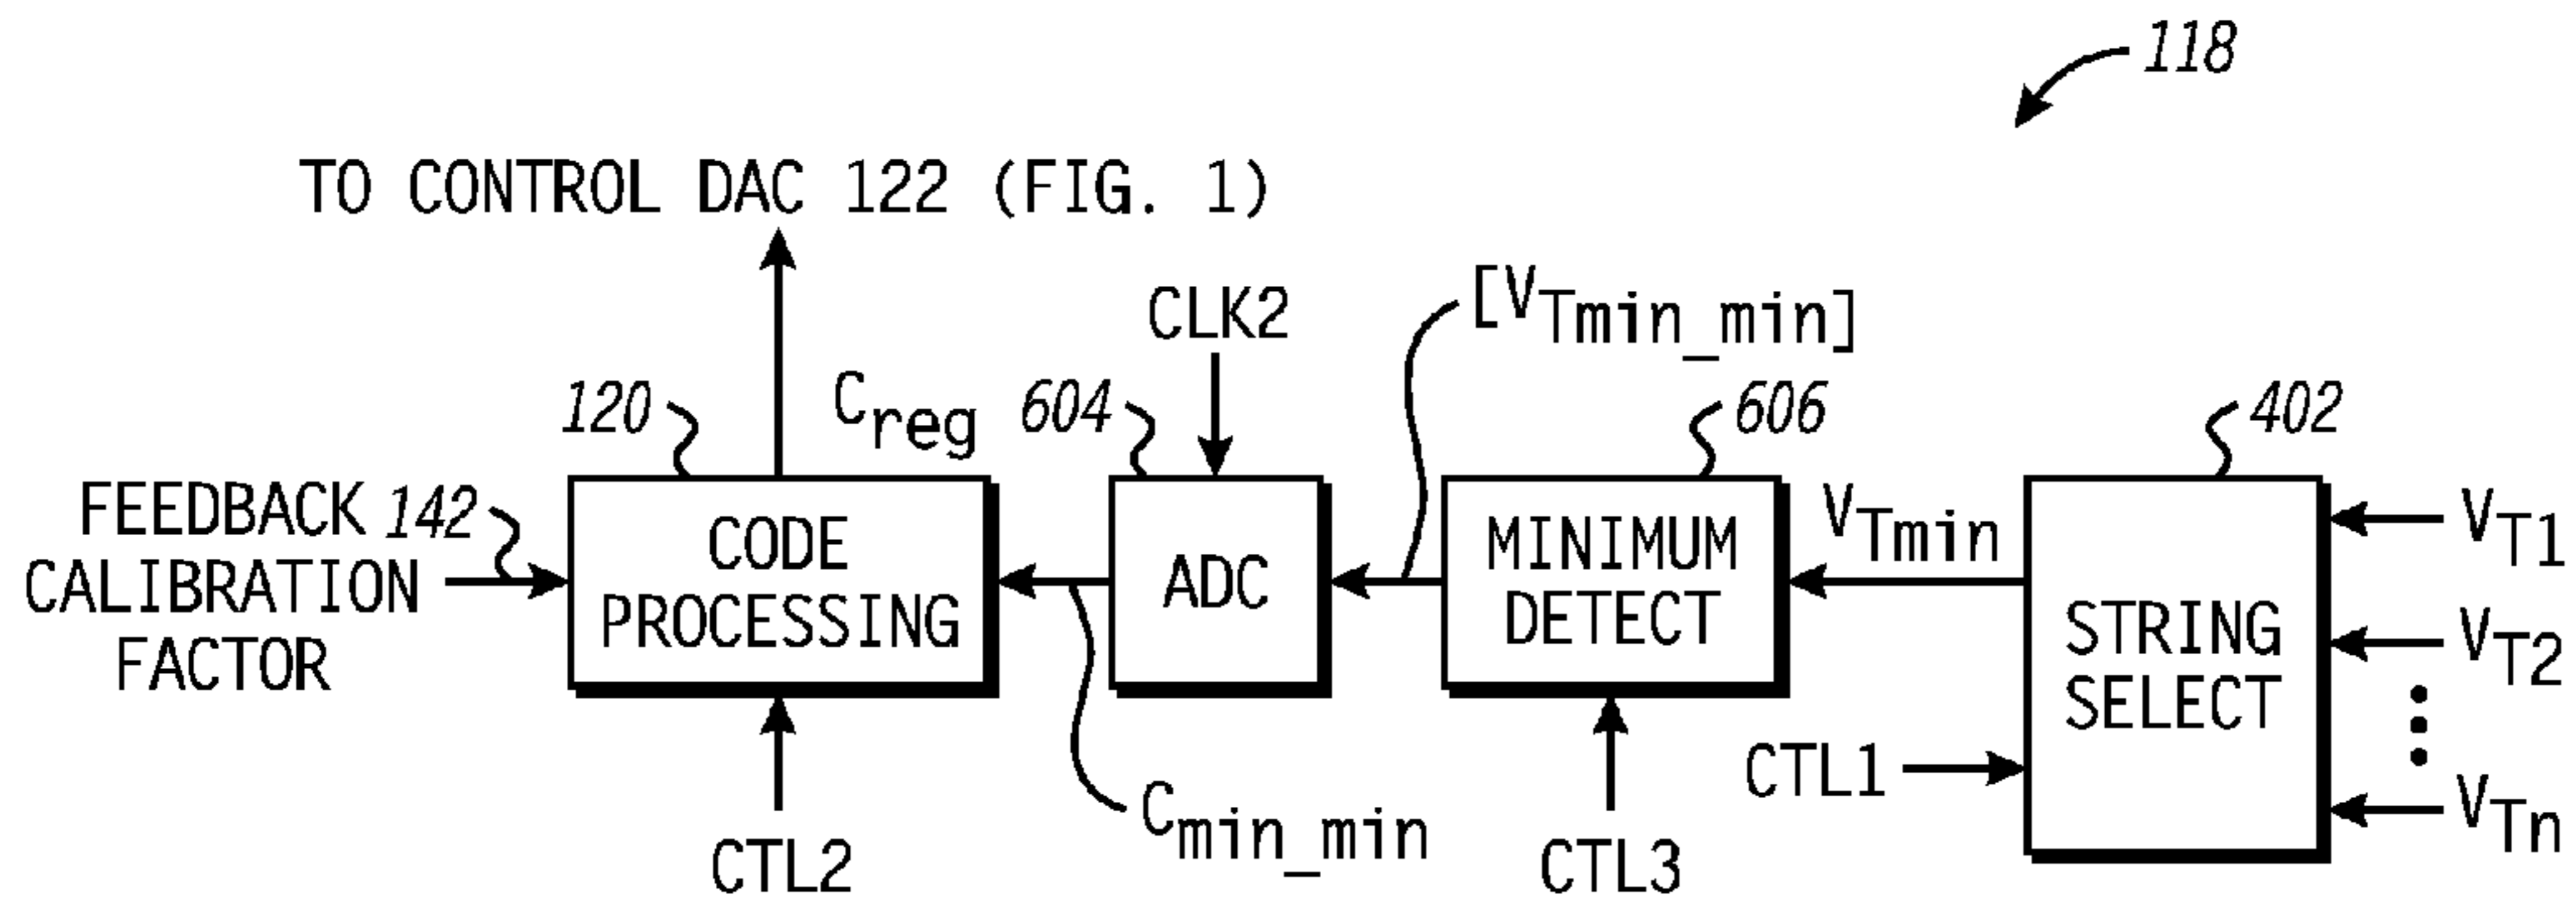 118
TO CONTROL DAC 122 (FIG. 1)
[VTmin_min]
CLK2
120
Creg
604
606
402
FEEDBACK
CALIBRATION
FACTOR
142
CODE
PROCESSING
ADC
MINIMUM
DETECT
VTmin
STRING
SELECT
VT1
VT2
VTn
CTL1
Cmin_min
CTL2
CTL3